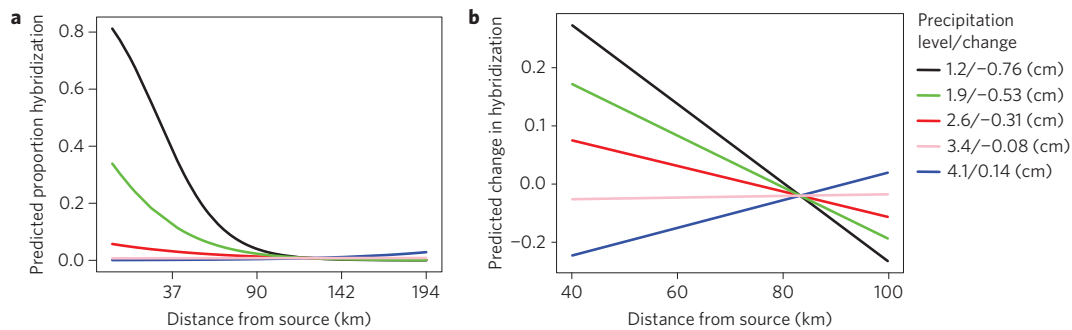 a
Predicted proportion hybridization
0.8
0.6
0.4
0.2
0.0
37
90
142
194
Distance from source (km)
b
Predicted change in hybridization
0.2
0.1
0.0
−0.2
40
60
80
100
Distance from source (km)
Precipitation
level/change
1.2/−0.76 (cm)
1.9/−0.53 (cm)
2.6/−0.31 (cm)
3.4/−0.08 (cm)
4.1/0.14 (cm)